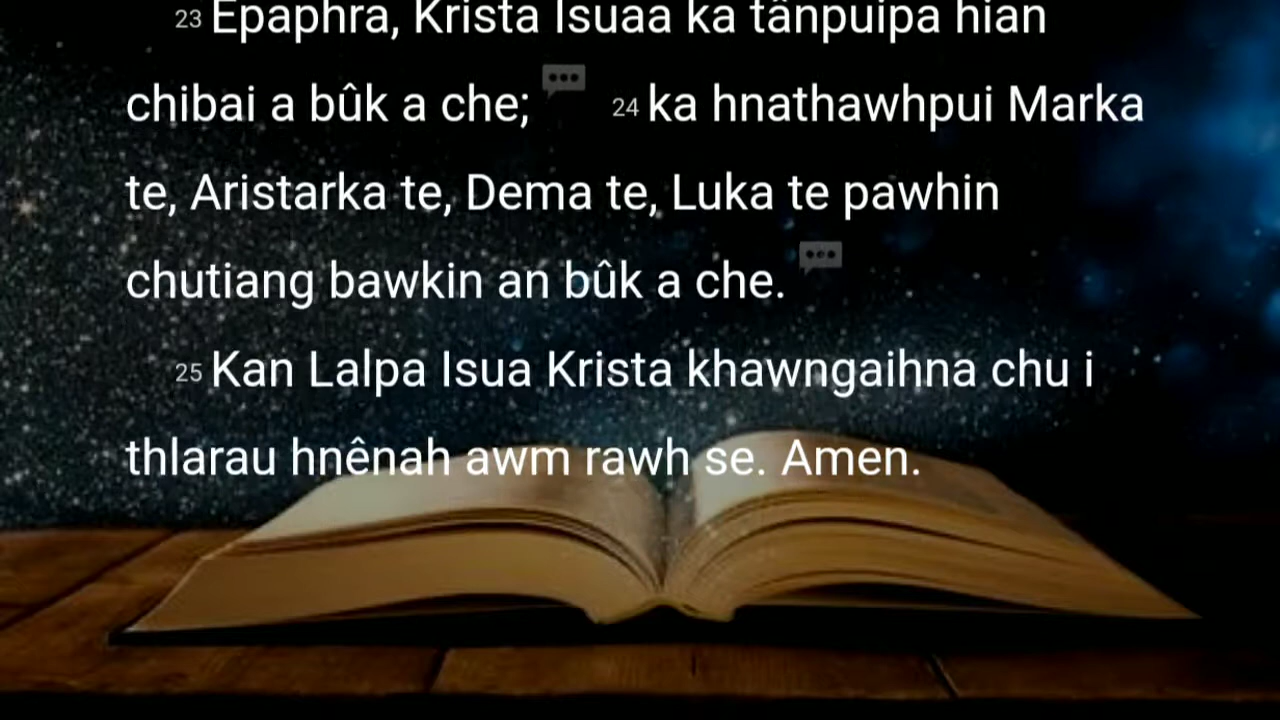 23 Epaphra, Krista Isuaa ka tânpuipa hian
chibai a bûk a che; 24 ka hnathawhpui Marka
te, Aristarka te, Dema te, Luka te pawhin
chutiang bawkin an bûk a che.
25 Kan Lalpa Isua Krista khawngaihna chu i
thlarau hnênah awm rawh se. Amen.